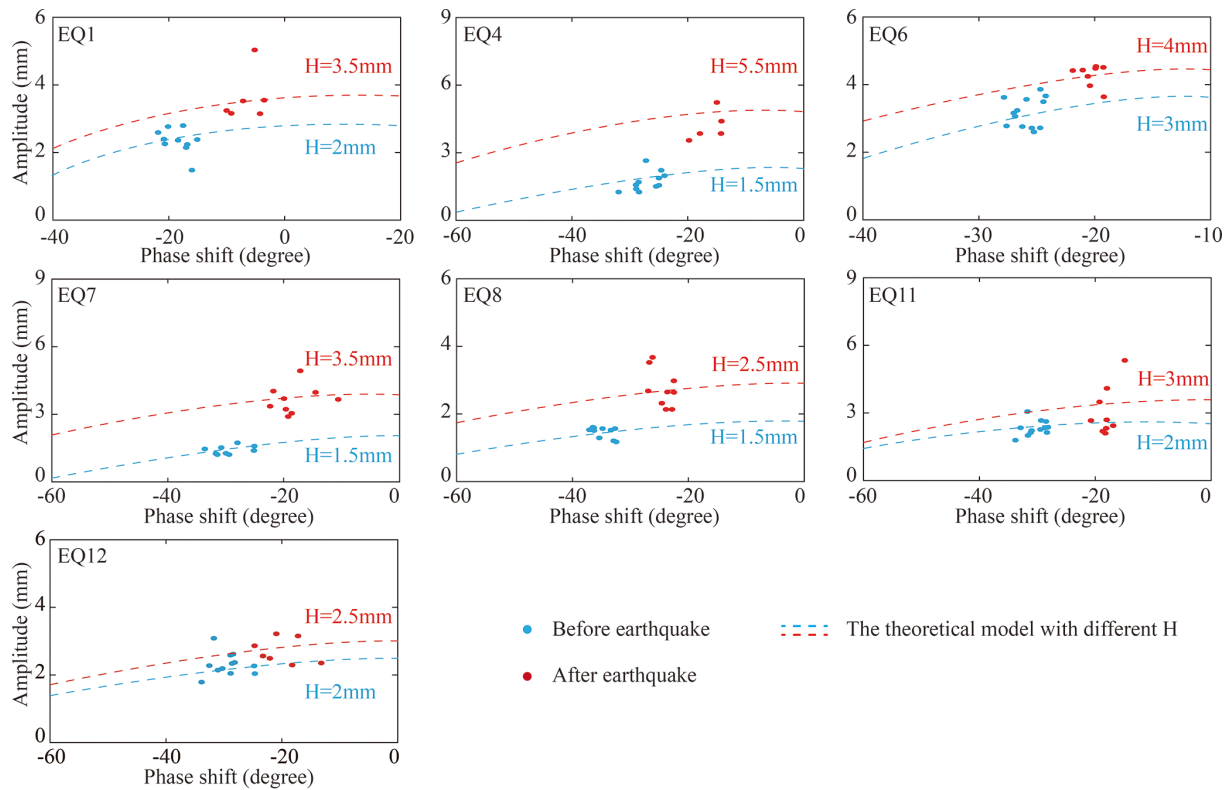 EQ1
Amplitude (mm)
6
4
2
0
H=3.5mm
H=2mm
-40
-20
0
-20
Phase shift (degree)
EQ4
9
6
3
0
H=5.5mm
H=1.5mm
-60
-40
-20
0
Phase shift (degree)
EQ6
6
4
2
0
H=4mm
H=3mm
-40
-30
-20
-10
Phase shift (degree)
EQ7
Amplitude (mm)
9
6
3
0
H=3.5mm
H=1.5mm
-60
-40
-20
0
Phase shift (degree)
EQ8
6
4
2
0
H=2.5mm
H=1.5mm
-60
-40
-20
0
Phase shift (degree)
EQ11
9
6
3
0
H=3mm
H=2mm
-60
-40
-20
0
Phase shift (degree)
EQ12
Amplitude (mm)
6
4
2
0
H=2.5mm
H=2mm
-60
-40
-20
0
Phase shift (degree)
Before earthquake
The theoretical model with different H
After earthquake